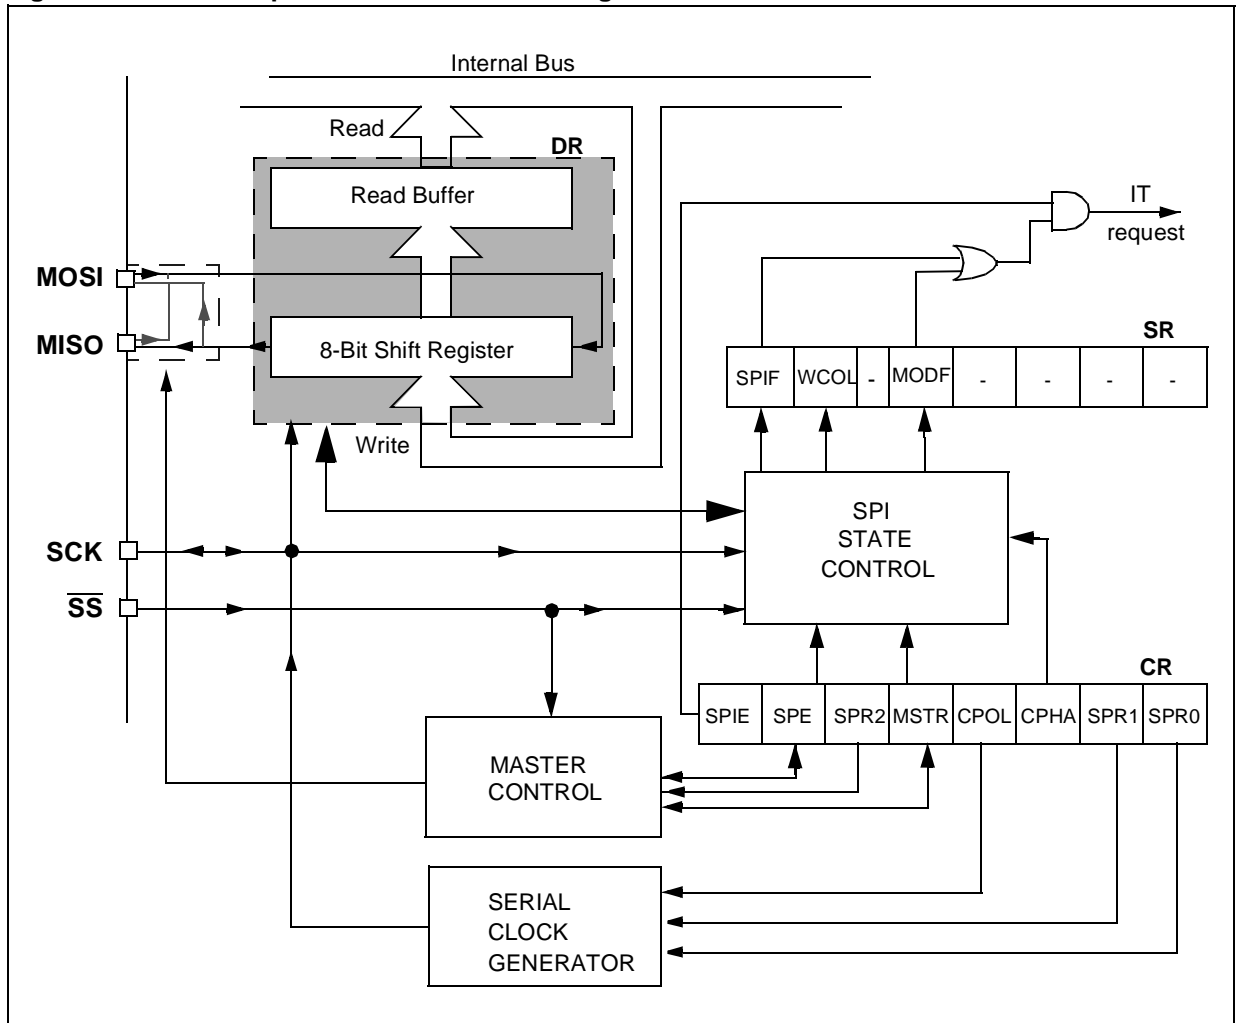 Internal Bus
Read
DR
Read Buffer
IT
request
MOSI
MISO
8-Bit Shift Register
SR
SPIF WCOL - MODF - - - -
Write
SPI
STATE
CONTROL
SCK
SS
CR
SPIE SPE SPR2 MSTR CPOL CPHA SPR1 SPR0
MASTER
CONTROL
SERIAL
CLOCK
GENERATOR